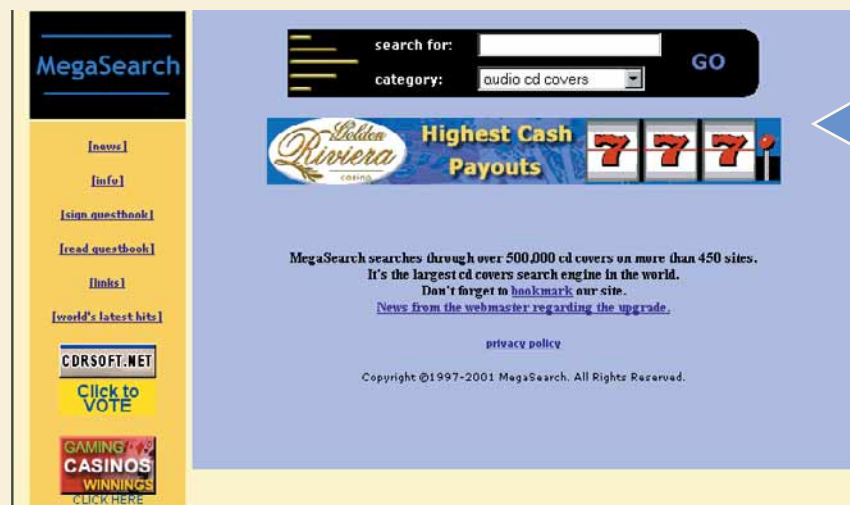 MegaSearch
[news]
[info]
[sign guestbook]
[read guestbook]
[links]
[world's latest hits]
CDRSOFT.NET
Click to
VOTE
GAMING
CASINOS
WINNINGS
CLICK HERE
search for:
category:
audio cd covers
GO
Golden
Riviera
casino
Highest Cash
Payouts
7 7 7
MegaSearch searches through over 500,000 cd covers on more than 450 sites.
It's the largest cd covers search engine in the world.
Don't forget to bookmark our site.
News from the webmaster regarding the upgrade.
privacy policy
Copyright ©1997-2001 MegaSearch. All Rights Reserved.